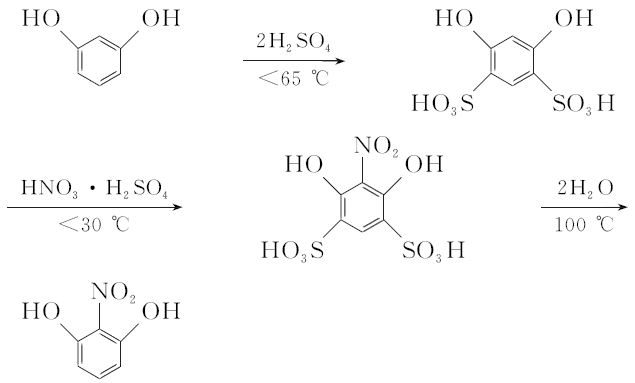 HO OH 2H₂SO₄ HO OH
<65 ℃
HO₃S SO₃H
NO₂
HO OH
HNO₃·H₂SO₄ 2H₂O
<30 ℃ 100 ℃
HO₃S SO₃H
NO₂
HO OH